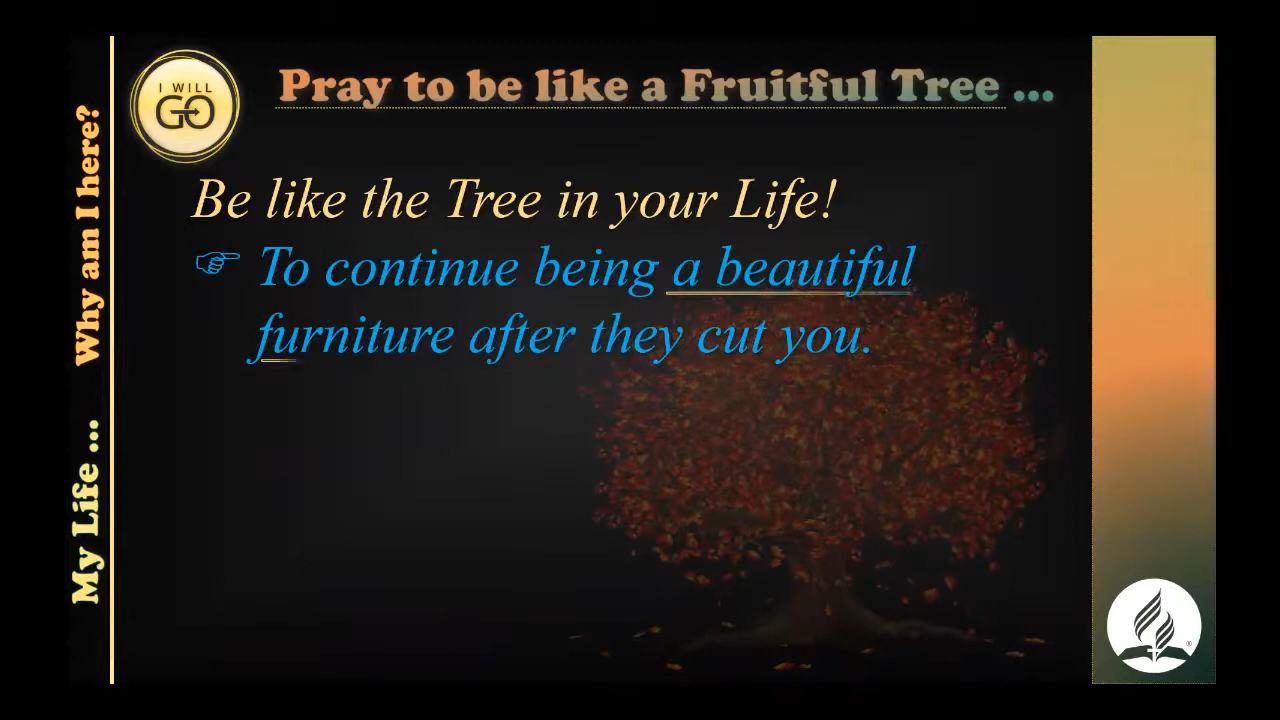 I WILL
GO
Pray to be like a Fruitful Tree ...
Be like the Tree in your Life!
☞ To continue being a beautiful
furniture after they cut you.
My Life ... Why am I here?
®